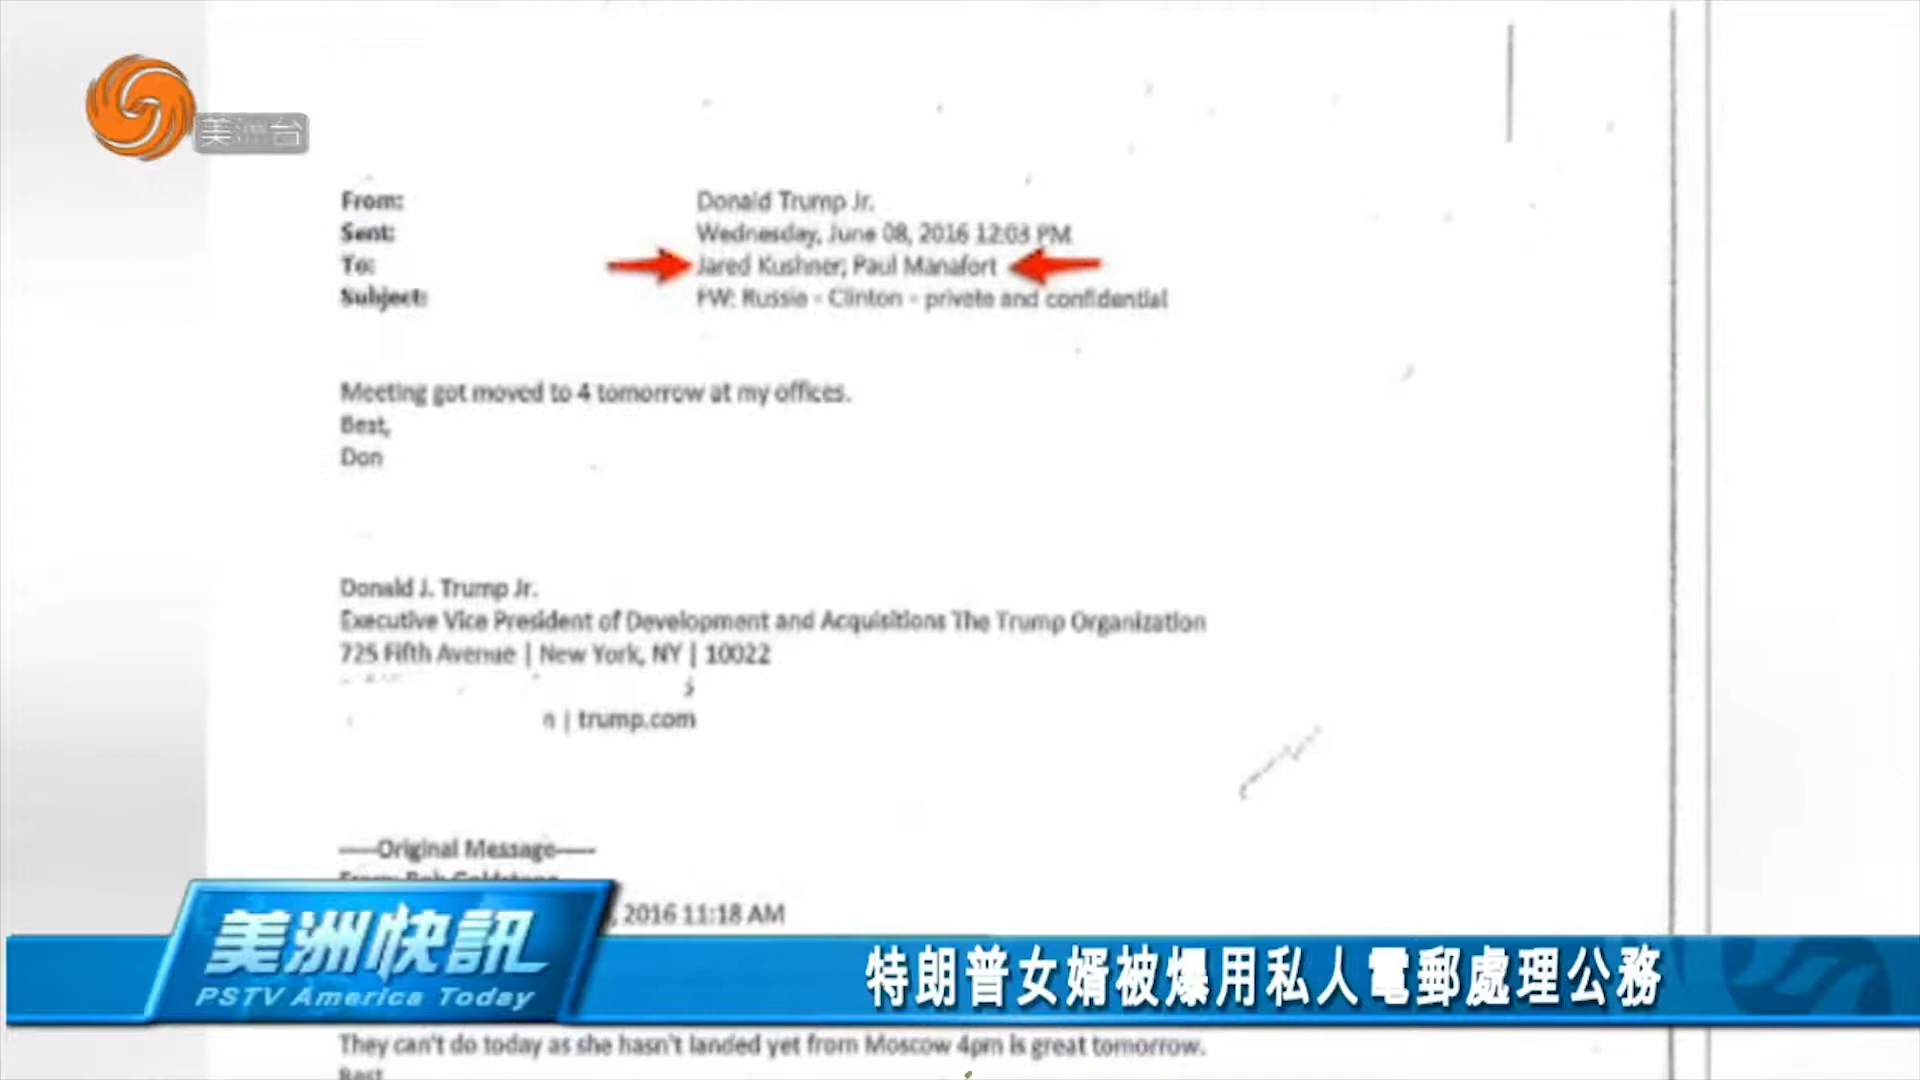 美洲台
From: Donald Trump Jr.
Sent: Wednesday, June 08, 2016 12:03 PM
To: Jared Kushner; Paul Manafort
Subject: FW: Russia - Clinton - private and confidential
Meeting got moved to 4 tomorrow at my offices.
Best,
Don
Donald J. Trump Jr.
Executive Vice President of Development and Acquisitions The Trump Organization
725 Fifth Avenue | New York, NY | 10022
n | trump.com
-----Original Message-----
From: Rob Goldstone
, 2016 11:18 AM
美洲快訊
PSTV America Today
特朗普女婿被爆用私人電郵處理公務
They can't do today as she hasn't landed yet from Moscow 4pm is great tomorrow.
Best